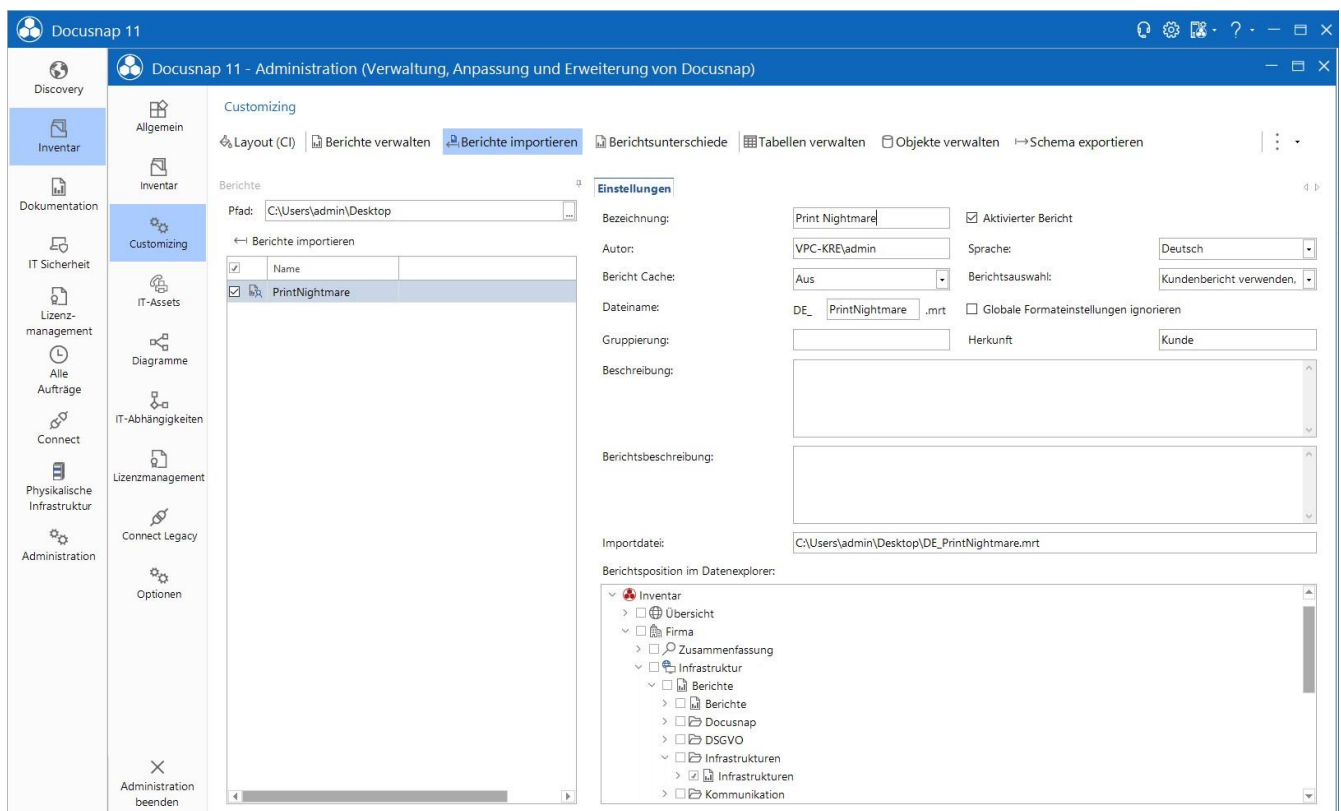 Docusnap 11
?
Discovery
Inventar
Dokumentation
IT Sicherheit
Lizenz-
management
Alle
Aufträge
Connect
Physikalische
Infrastruktur
Administration
Docusnap 11 - Administration (Verwaltung, Anpassung und Erweiterung von Docusnap)
Allgemein
Inventar
Customizing
IT-Assets
Diagramme
IT-Abhängigkeiten
Lizenzmanagement
Connect Legacy
Optionen
Administration
beenden
Customizing
Layout (CI) Berichte verwalten Berichte importieren Berichtsunterschiede Tabellen verwalten Objekte verwalten Schema exportieren
Berichte
Pfad: C:\Users\admin\Desktop ...
Berichte importieren
Name
PrintNightmare
Einstellungen
Bezeichnung: Print Nightmare Aktivierter Bericht
Autor: VPC-KRE\admin Sprache: Deutsch
Bericht Cache: Aus Berichtsauswahl: Kundenbericht verwenden,
Dateiname: DE_ PrintNightmare .mrt Globale Formateinstellungen ignorieren
Gruppierung: Herkunft Kunde
Beschreibung:
Berichtsbeschreibung:
Importdatei: C:\Users\admin\Desktop\DE_PrintNightmare.mrt
Berichtsposition im Datenexplorer:
Inventar
Übersicht
Firma
Zusammenfassung
Infrastruktur
Berichte
Berichte
Docusnap
DSGVO
Infrastrukturen
Infrastrukturen
Kommunikation